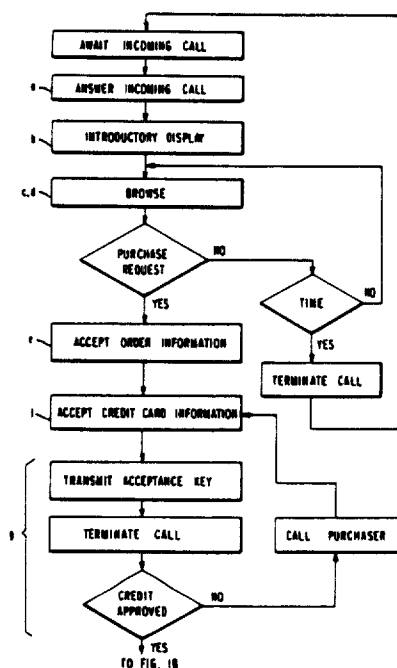 AWAIT INCOMING CALL
a
ANSWER INCOMING CALL
b
INTRODUCTORY DISPLAY
c,d
BROWSE
PURCHASE
REQUEST
NO
YES
TIME
NO
YES
e
ACCEPT ORDER INFORMATION
TERMINATE CALL
f
ACCEPT CREDIT CARD INFORMATION
TRANSMIT ACCEPTANCE KEY
g
TERMINATE CALL
CALL PURCHASER
CREDIT
APPROVED
NO
YES
TO FIG. 1B